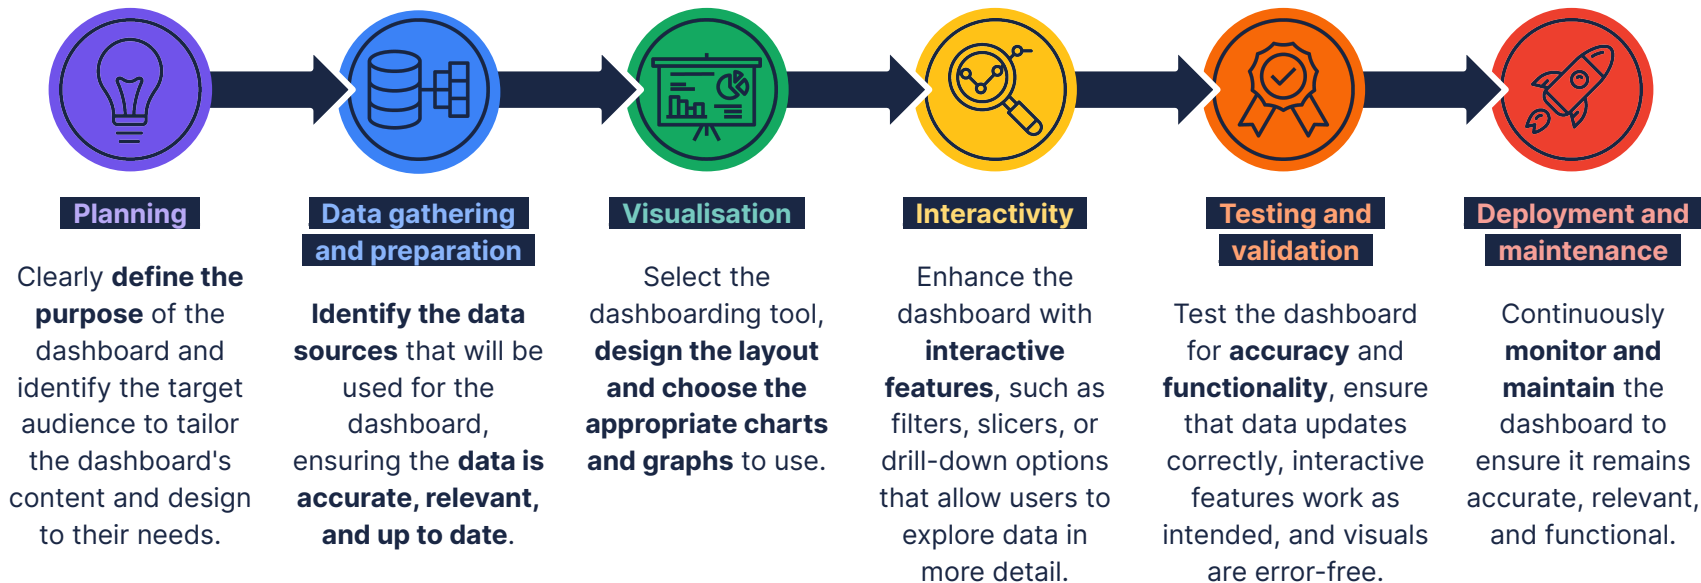 Planning
Clearly define the
purpose of the
dashboard and
identify the target
audience to tailor
the dashboard's
content and design
to their needs.
Data gathering
and preparation
Identify the data
sources that will be
used for the
dashboard,
ensuring the data is
accurate, relevant,
and up to date.
Visualisation
Select the
dashboarding tool,
design the layout
and choose the
appropriate charts
and graphs to use.
Interactivity
Enhance the
dashboard with
interactive
features, such as
filters, slicers, or
drill-down options
that allow users to
explore data in
more detail.
Testing and
validation
Test the dashboard
for accuracy and
functionality, ensure
that data updates
correctly, interactive
features work as
intended, and visuals
are error-free.
Deployment and
maintenance
Continuously
monitor and
maintain the
dashboard to
ensure it remains
accurate, relevant,
and functional.